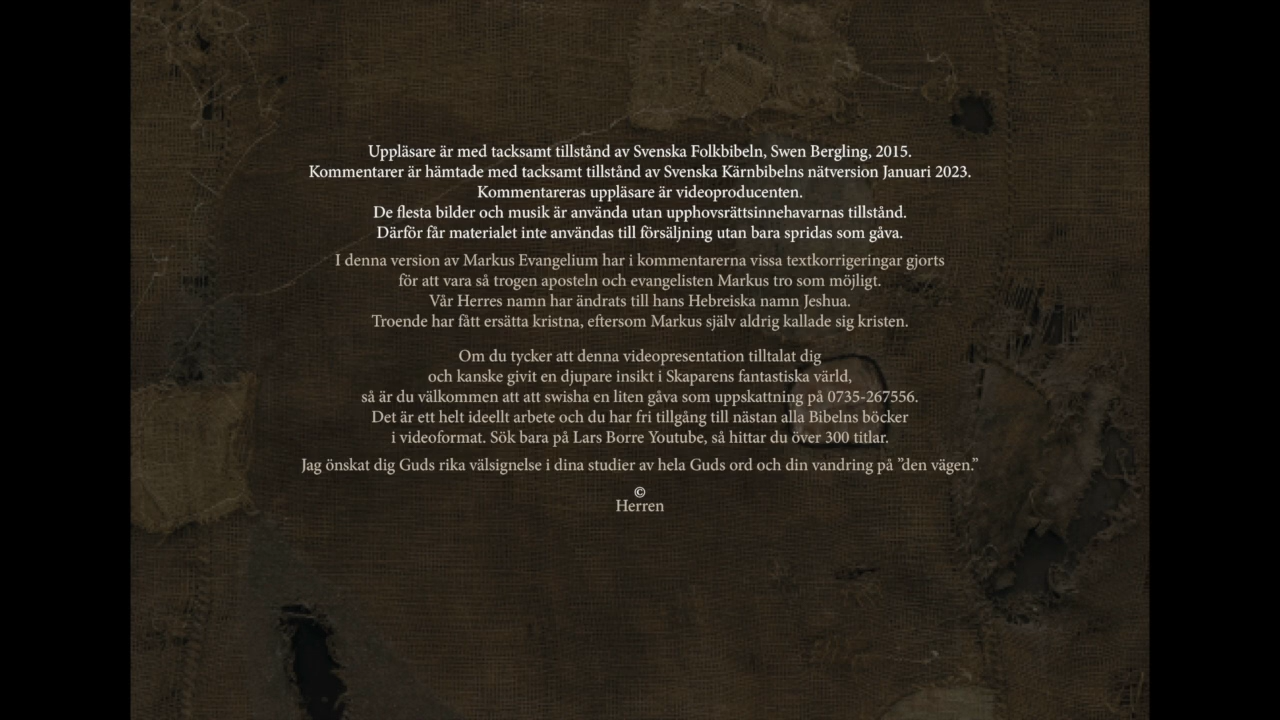 Uppläsare är med tacksamt tillstånd av Svenska Folkbibeln, Swen Bergling, 2015.
Kommentarer är hämtade med tacksamt tillstånd av Svenska Kärnbibelns nätversion Januari 2023.
Kommentareras uppläsare är videoproducenten.
De flesta bilder och musik är använda utan upphovsrättsinnehavarnas tillstånd.
Därför får materialet inte användas till försäljning utan bara spridas som gåva.
I denna version av Markus Evangelium har i kommentarerna vissa textkorrigeringar gjorts
för att vara så trogen aposteln och evangelisten Markus tro som möjligt.
Vår Herres namn har ändrats till hans Hebreiska namn Jeshua.
Troende har fått ersätta kristna, eftersom Markus själv aldrig kallade sig kristen.
Om du tycker att denna videopresentation tilltalat dig
och kanske givit en djupare insikt i Skaparens fantastiska värld,
så är du välkommen att att swisha en liten gåva som uppskattning på 0735-267556.
Det är ett helt ideellt arbete och du har fri tillgång till nästan alla Bibelns böcker
i videoformat. Sök bara på Lars Borre Youtube, så hittar du över 300 titlar.
Jag önskat dig Guds rika välsignelse i dina studier av hela Guds ord och din vandring på ”den vägen.”
©
Herren